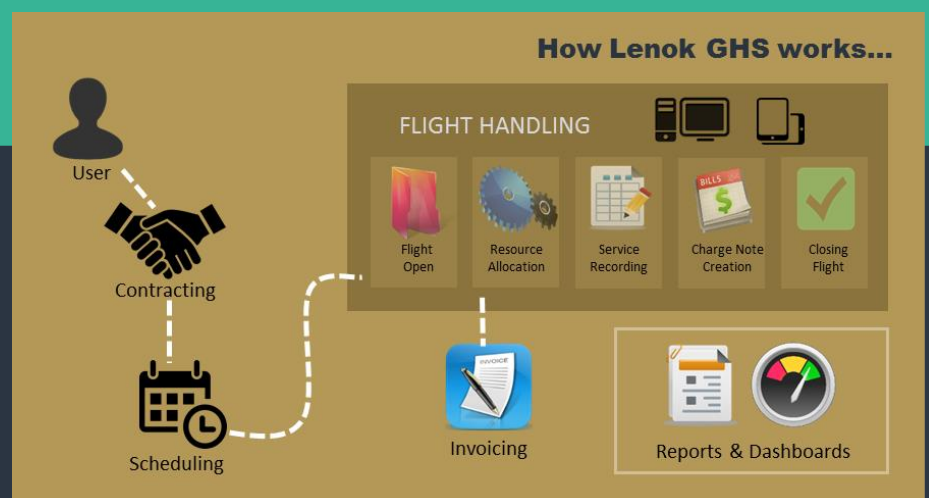 How Lenok GHS works...
FLIGHT HANDLING
User
Contracting
Scheduling
Flight
Open
Resource
Allocation
Service
Recording
BILLS
$
Charge Note
Creation
Closing
Flight
INVOICE
Invoicing
Reports & Dashboards